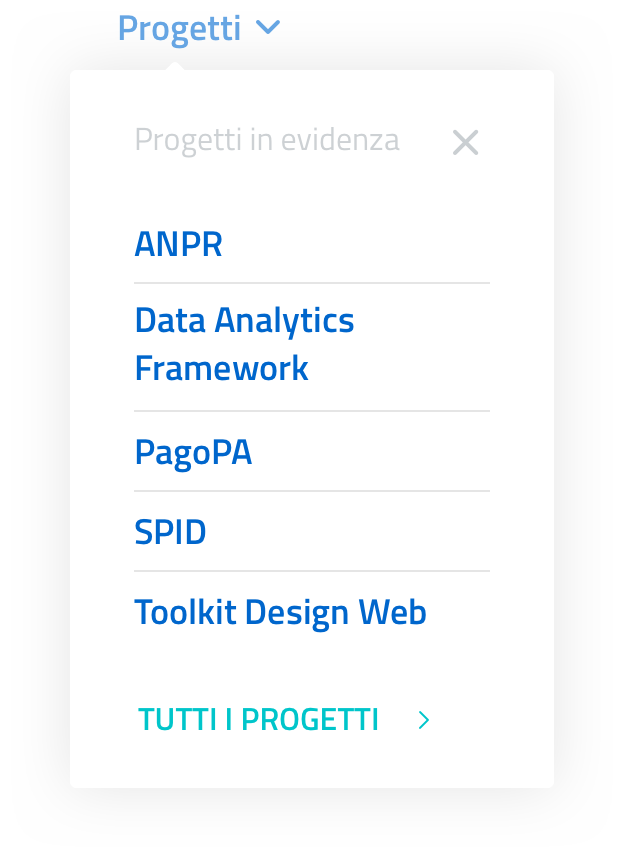 Progetti
Progetti in evidenza
ANPR
Data Analytics
Framework
PagoPA
SPID
Toolkit Design Web
TUTTI I PROGETTI